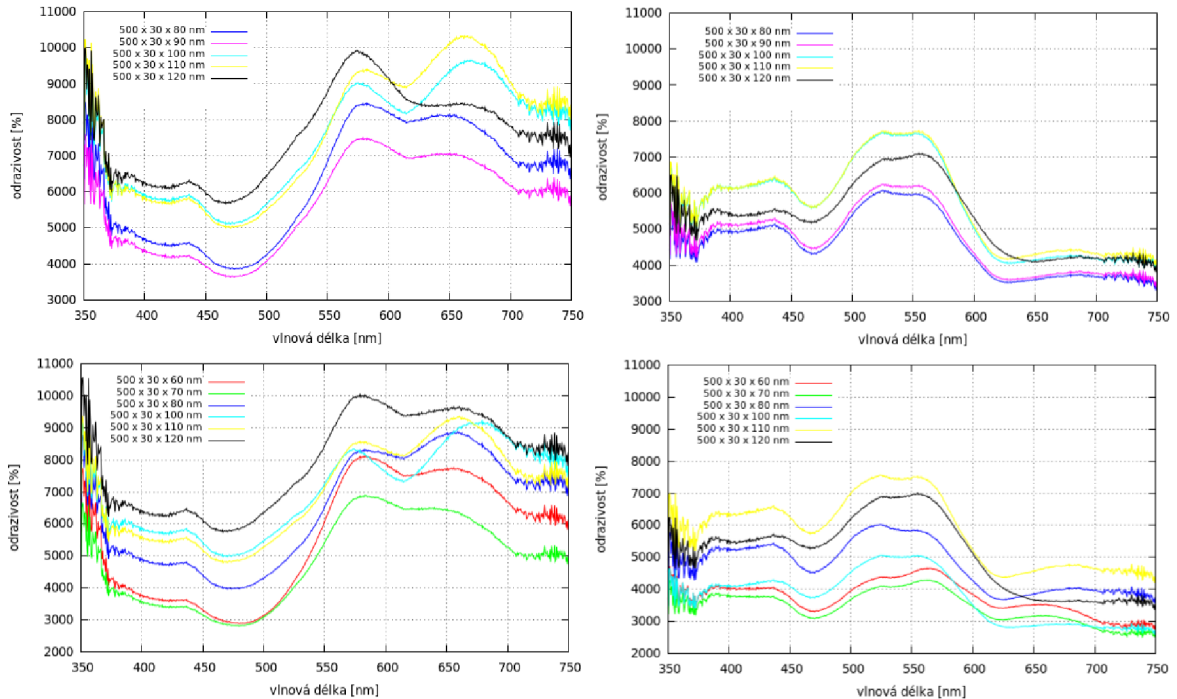 11000
10000
9000
8000
7000
6000
5000
4000
3000
odrazivost [%]
500 x 30 x 80 nm
500 x 30 x 90 nm
500 x 30 x 100 nm
500 x 30 x 110 nm
500 x 30 x 120 nm
350 400 450 500 550 600 650 700 750
vlnová délka [nm]
11000
10000
9000
8000
7000
6000
5000
4000
3000
odrazivost [%]
500 x 30 x 80 nm
500 x 30 x 90 nm
500 x 30 x 100 nm
500 x 30 x 110 nm
500 x 30 x 120 nm
350 400 450 500 550 600 650 700 750
vlnová délka [nm]
11000
10000
9000
8000
7000
6000
5000
4000
3000
2000
odrazivost [%]
500 x 30 x 60 nm
500 x 30 x 70 nm
500 x 30 x 80 nm
500 x 30 x 100 nm
500 x 30 x 110 nm
500 x 30 x 120 nm
350 400 450 500 550 600 650 700 750
vlnová délka [nm]
11000
10000
9000
8000
7000
6000
5000
4000
3000
2000
odrazivost [%]
500 x 30 x 60 nm
500 x 30 x 70 nm
500 x 30 x 80 nm
500 x 30 x 100 nm
500 x 30 x 110 nm
500 x 30 x 120 nm
350 400 450 500 550 600 650 700 750
vlnová délka [nm]